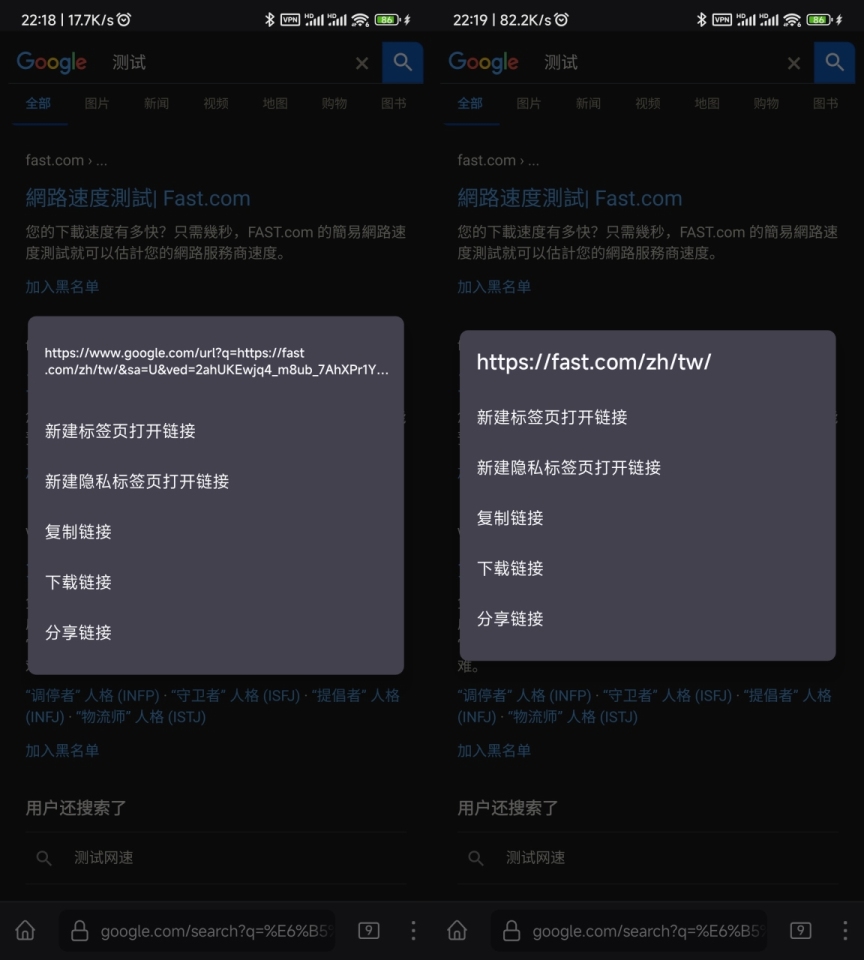 22:18 | 17.7K/s
VPN
HD
HD
86
Google
测试
全部 图片 新闻 视频 地图 购物 图书
fast.com › ...
網路速度測試| Fast.com
您的下載速度有多快？只需幾秒，FAST.com 的簡易網路速
度測試就可以估計您的網路服務商速度。
加入黑名单
https://www.google.com/url?q=https://fast
.com/zh/tw/&sa=U&ved=2ahUKEwjq4_m8ub_7AhXPr1Y...
新建标签页打开链接
新建隐私标签页打开链接
复制链接
下载链接
分享链接
“调停者” 人格 (INFP) · “守卫者” 人格 (ISFJ) · “提倡者” 人格
(INFJ) · “物流师” 人格 (ISTJ)
加入黑名单
用户还搜索了
测试网速
google.com/search?q=%E6%B5
9
22:19 | 82.2K/s
VPN
HD
HD
86
Google
测试
全部 图片 新闻 视频 地图 购物 图书
fast.com › ...
網路速度測試| Fast.com
您的下載速度有多快？只需幾秒，FAST.com 的簡易網路速
度測試就可以估計您的網路服務商速度。
加入黑名单
https://fast.com/zh/tw/
新建标签页打开链接
新建隐私标签页打开链接
复制链接
下载链接
分享链接
难。
“调停者” 人格 (INFP) · “守卫者” 人格 (ISFJ) · “提倡者” 人格
(INFJ) · “物流师” 人格 (ISTJ)
加入黑名单
用户还搜索了
测试网速
google.com/search?q=%E6%B5
9